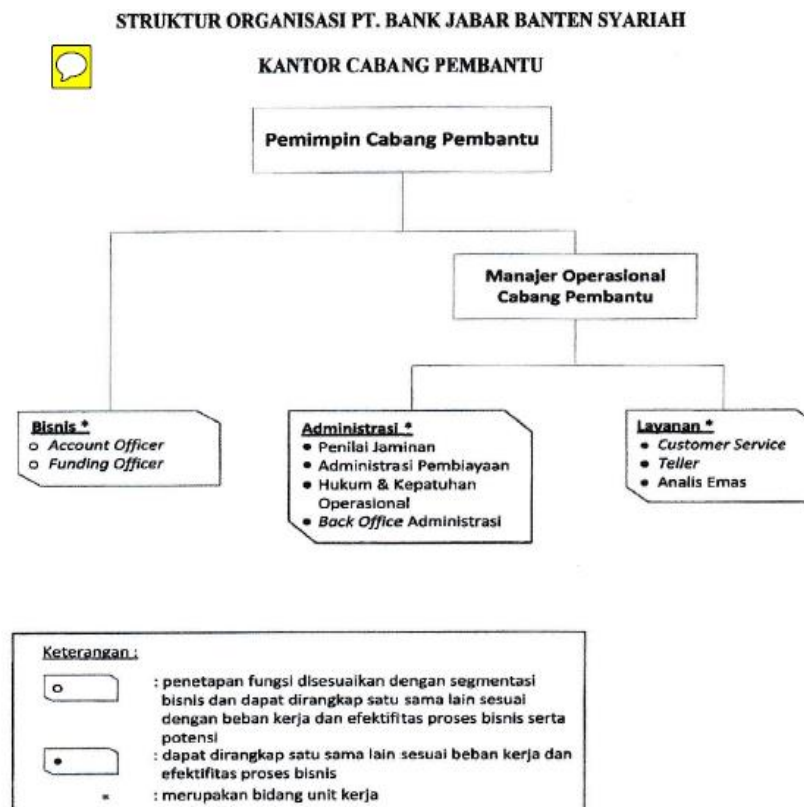 STRUKTUR ORGANISASI PT. BANK JABAR BANTEN SYARIAH
KANTOR CABANG PEMBANTU
Pemimpin Cabang Pembantu
Manajer Operasional
Cabang Pembantu
Bisnis *
o Account Officer
o Funding Officer
Administrasi *
• Penilai Jaminan
• Administrasi Pembiayaan
• Hukum & Kepatuhan
Operasional
• Back Office Administrasi
Layanan *
• Customer Service
• Teller
• Analis Emas
Keterangan :
o : penetapan fungsi disesuaikan dengan segmentasi
bisnis dan dapat dirangkap satu sama lain sesuai
dengan beban kerja dan efektifitas proses bisnis serta
potensi
• : dapat dirangkap satu sama lain sesuai beban kerja dan
efektifitas proses bisnis
* : merupakan bidang unit kerja